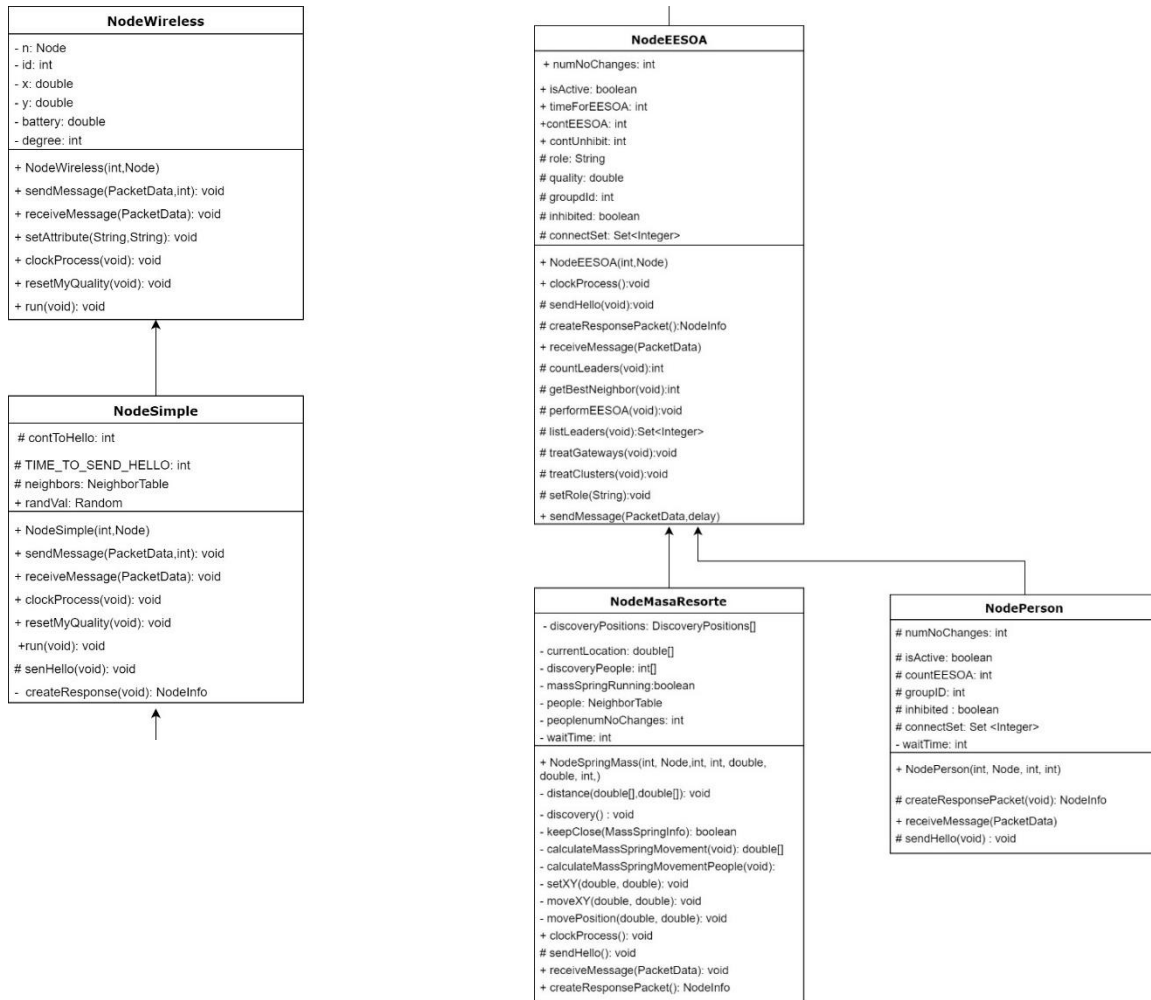 NodeWireless
- n: Node
- id: int
- x: double
- y: double
- battery: double
- degree: int
+ NodeWireless(int,Node)
+ sendMessage(PacketData,int): void
+ receiveMessage(PacketData): void
+ setAttribute(String,String): void
+ clockProcess(void): void
+ resetMyQuality(void): void
+ run(void): void
NodeSimple
# contToHello: int
# TIME_TO_SEND_HELLO: int
# neighbors: NeighborTable
+ randVal: Random
+ NodeSimple(int,Node)
+ sendMessage(PacketData,int): void
+ receiveMessage(PacketData): void
+ clockProcess(void): void
+ resetMyQuality(void): void
+run(void): void
# senHello(void): void
- createResponse(void): NodeInfo
NodeEESOA
+ numNoChanges: int
+ isActive: boolean
+ timeForEESOA: int
+contEESOA: int
+ contUnhibit: int
# role: String
# quality: double
# groupdId: int
# inhibited: boolean
# connectSet: Set<Integer>
+ NodeEESOA(int,Node)
+ clockProcess():void
# sendHello(void):void
# createResponsePacket():NodeInfo
+ receiveMessage(PacketData)
# countLeaders(void):int
# getBestNeighbor(void):int
# performEESOA(void):void
# listLeaders(void):Set<Integer>
# treatGateways(void):void
# treatClusters(void):void
# setRole(String):void
+ sendMessage(PacketData,delay)
NodeMasaResorte
- discoveryPositions: DiscoveryPositions[]
- currentLocation: double[]
- discoveryPeople: int[]
- massSpringRunning:boolean
- people: NeighborTable
- peoplenumNoChanges: int
- waitTime: int
+ NodeSpringMass(int, Node,int, int, double,
double, int,)
- distance(double[],double[]): void
- discovery() : void
- keepClose(MassSpringInfo): boolean
- calculateMassSpringMovement(void): double[]
- calculateMassSpringMovementPeople(void):
- setXY(double, double): void
- moveXY(double, double): void
- movePosition(double, double): void
+ clockProcess(): void
# sendHello(): void
+ receiveMessage(PacketData): void
+ createResponsePacket(): NodeInfo
NodePerson
# numNoChanges: int
# isActive: boolean
# countEESOA: int
# groupID: int
# inhibited : boolean
# connectSet: Set <Integer>
- waitTime: int
+ NodePerson(int, Node, int, int)
# createResponsePacket(void): NodeInfo
+ receiveMessage(PacketData)
# sendHello(void) : void